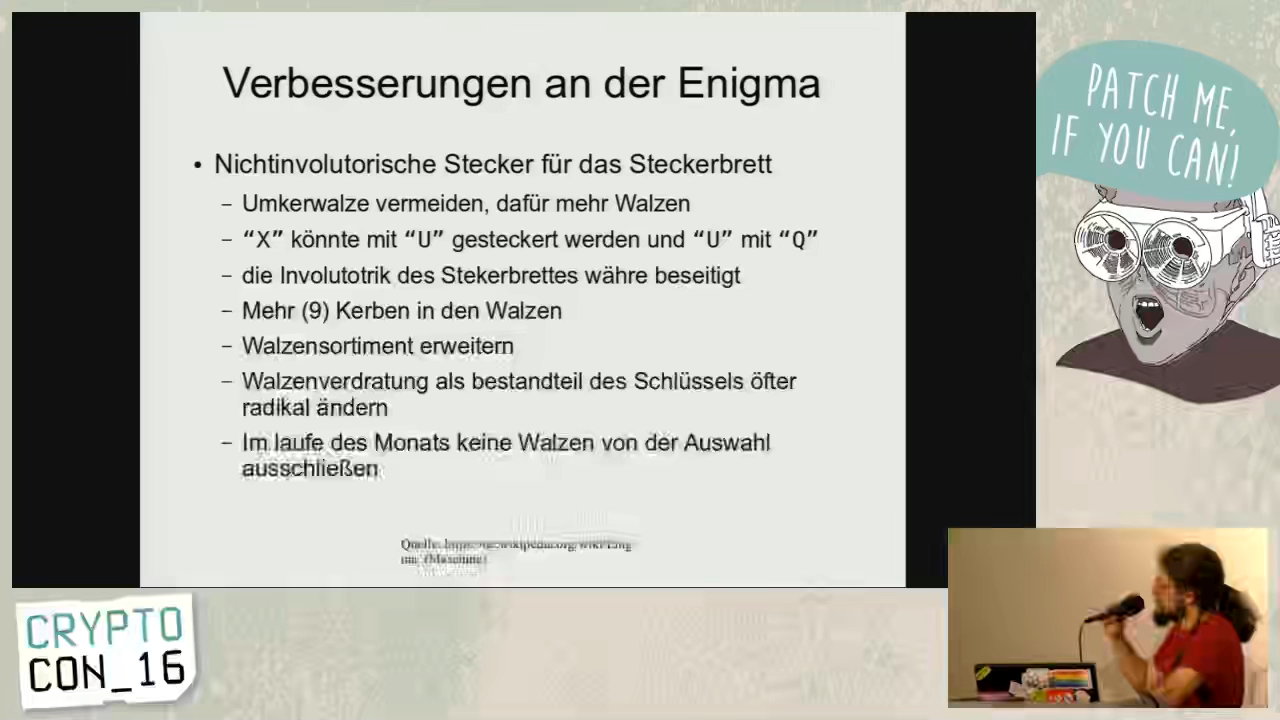 Verbesserungen an der Enigma
• Nichtinvolutorische Stecker für das Steckerbrett
– Umkerwalze vermeiden, dafür mehr Walzen
– “X” könnte mit “U” gesteckert werden und “U” mit “Q”
– die Involutotrik des Stekerbrettes währe beseitigt
– Mehr (9) Kerben in den Walzen
– Walzensortiment erweitern
– Walzenverdratung als bestandteil des Schlüssels öfter
radikal ändern
– Im laufe des Monats keine Walzen von der Auswahl
ausschließen
Quelle:
PATCH ME,
IF YOU CAN!
CRYPTO
CON_16